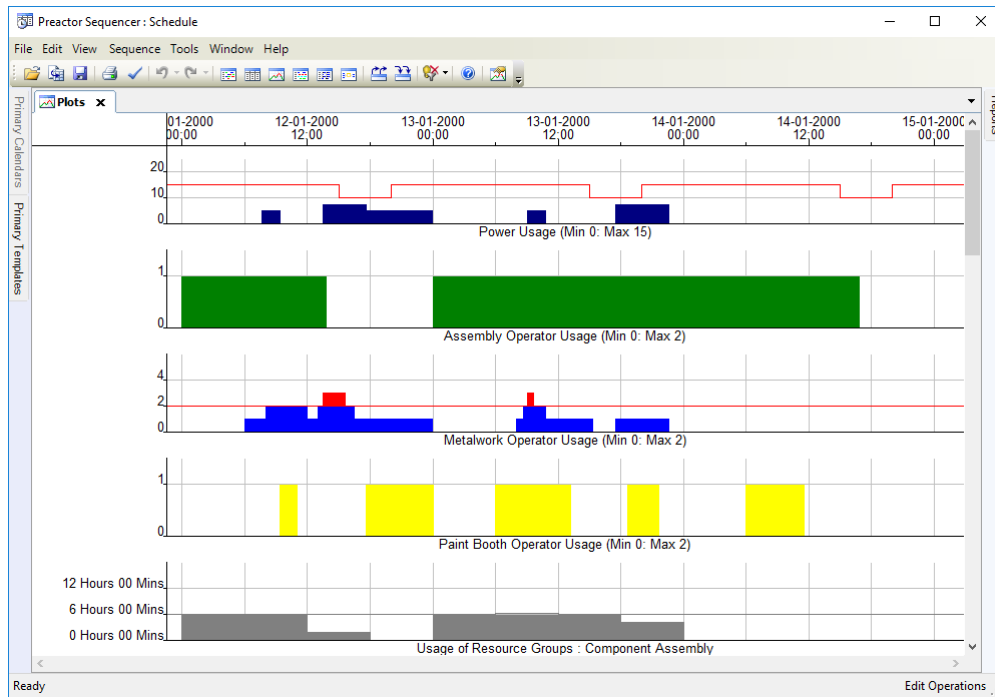 Preactor Sequencer : Schedule
File Edit View Sequence Tools Window Help
Primary Calendars
Primary Templates
Plots
Reports
01-2000 12-01-2000 13-01-2000 13-01-2000 14-01-2000 14-01-2000 15-01-2000
00:00 12:00 00:00 12:00 00:00 12:00 00:00
20
10
0
Power Usage (Min 0: Max 15)
1
0
Assembly Operator Usage (Min 0: Max 2)
4
2
0
Metalwork Operator Usage (Min 0: Max 2)
1
0
Paint Booth Operator Usage (Min 0: Max 2)
12 Hours 00 Mins
6 Hours 00 Mins
0 Hours 00 Mins
Usage of Resource Groups : Component Assembly
Ready Edit Operations